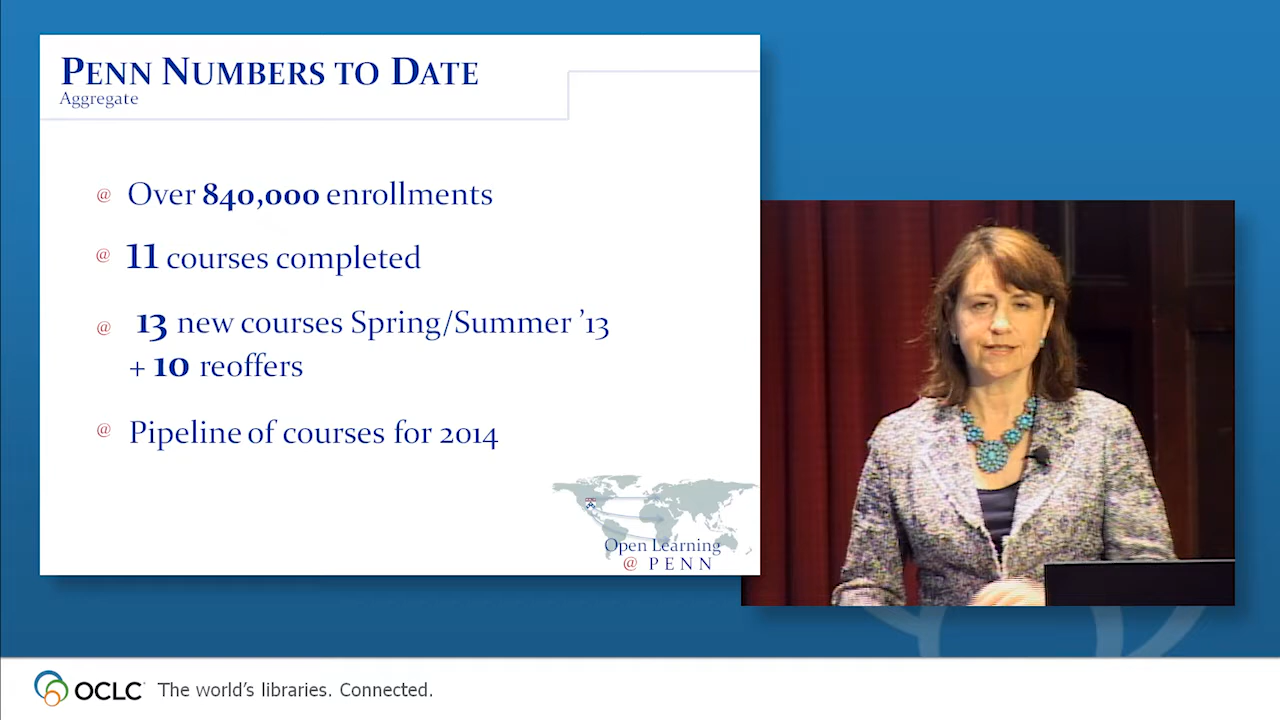 PENN NUMBERS TO DATE
Aggregate
@ Over 840,000 enrollments
@ 11 courses completed
@ 13 new courses Spring/Summer ’13
+ 10 reoffers
@ Pipeline of courses for 2014
Open Learning
@ PENN
OCLC The world’s libraries. Connected.